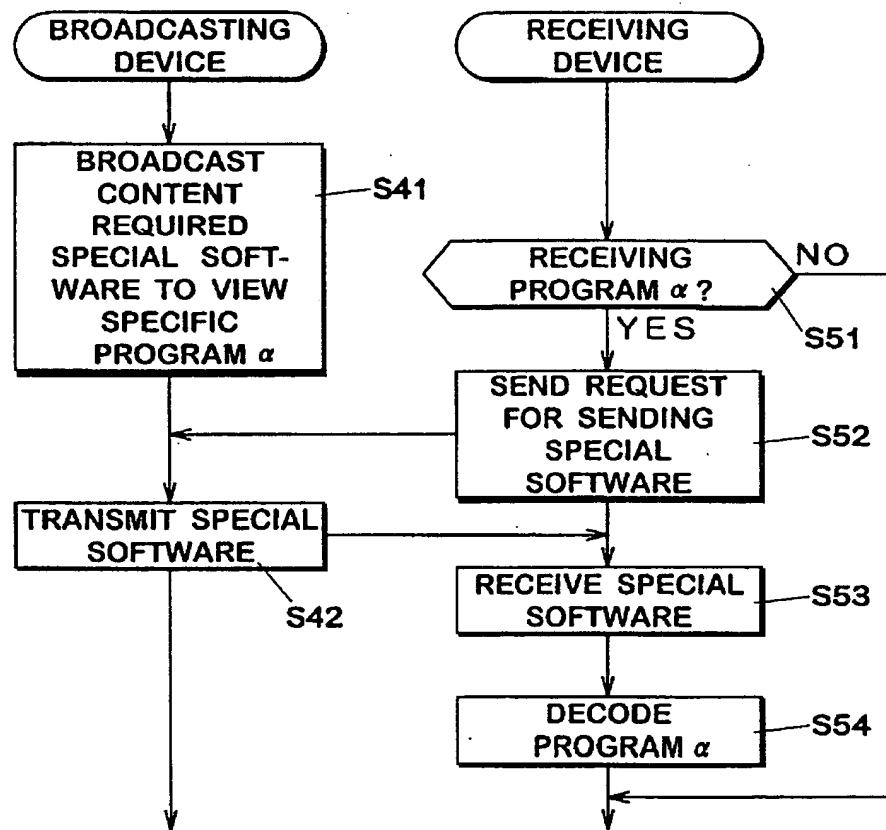 BROADCASTING
DEVICE
RECEIVING
DEVICE
BROADCAST
CONTENT
REQUIRED
SPECIAL SOFT-
WARE TO VIEW
SPECIFIC
PROGRAM α
S41
RECEIVING
PROGRAM α?
NO
S51
YES
SEND REQUEST
FOR SENDING
SPECIAL
SOFTWARE
S52
TRANSMIT SPECIAL
SOFTWARE
S42
RECEIVE SPECIAL
SOFTWARE
S53
DECODE
PROGRAM α
S54